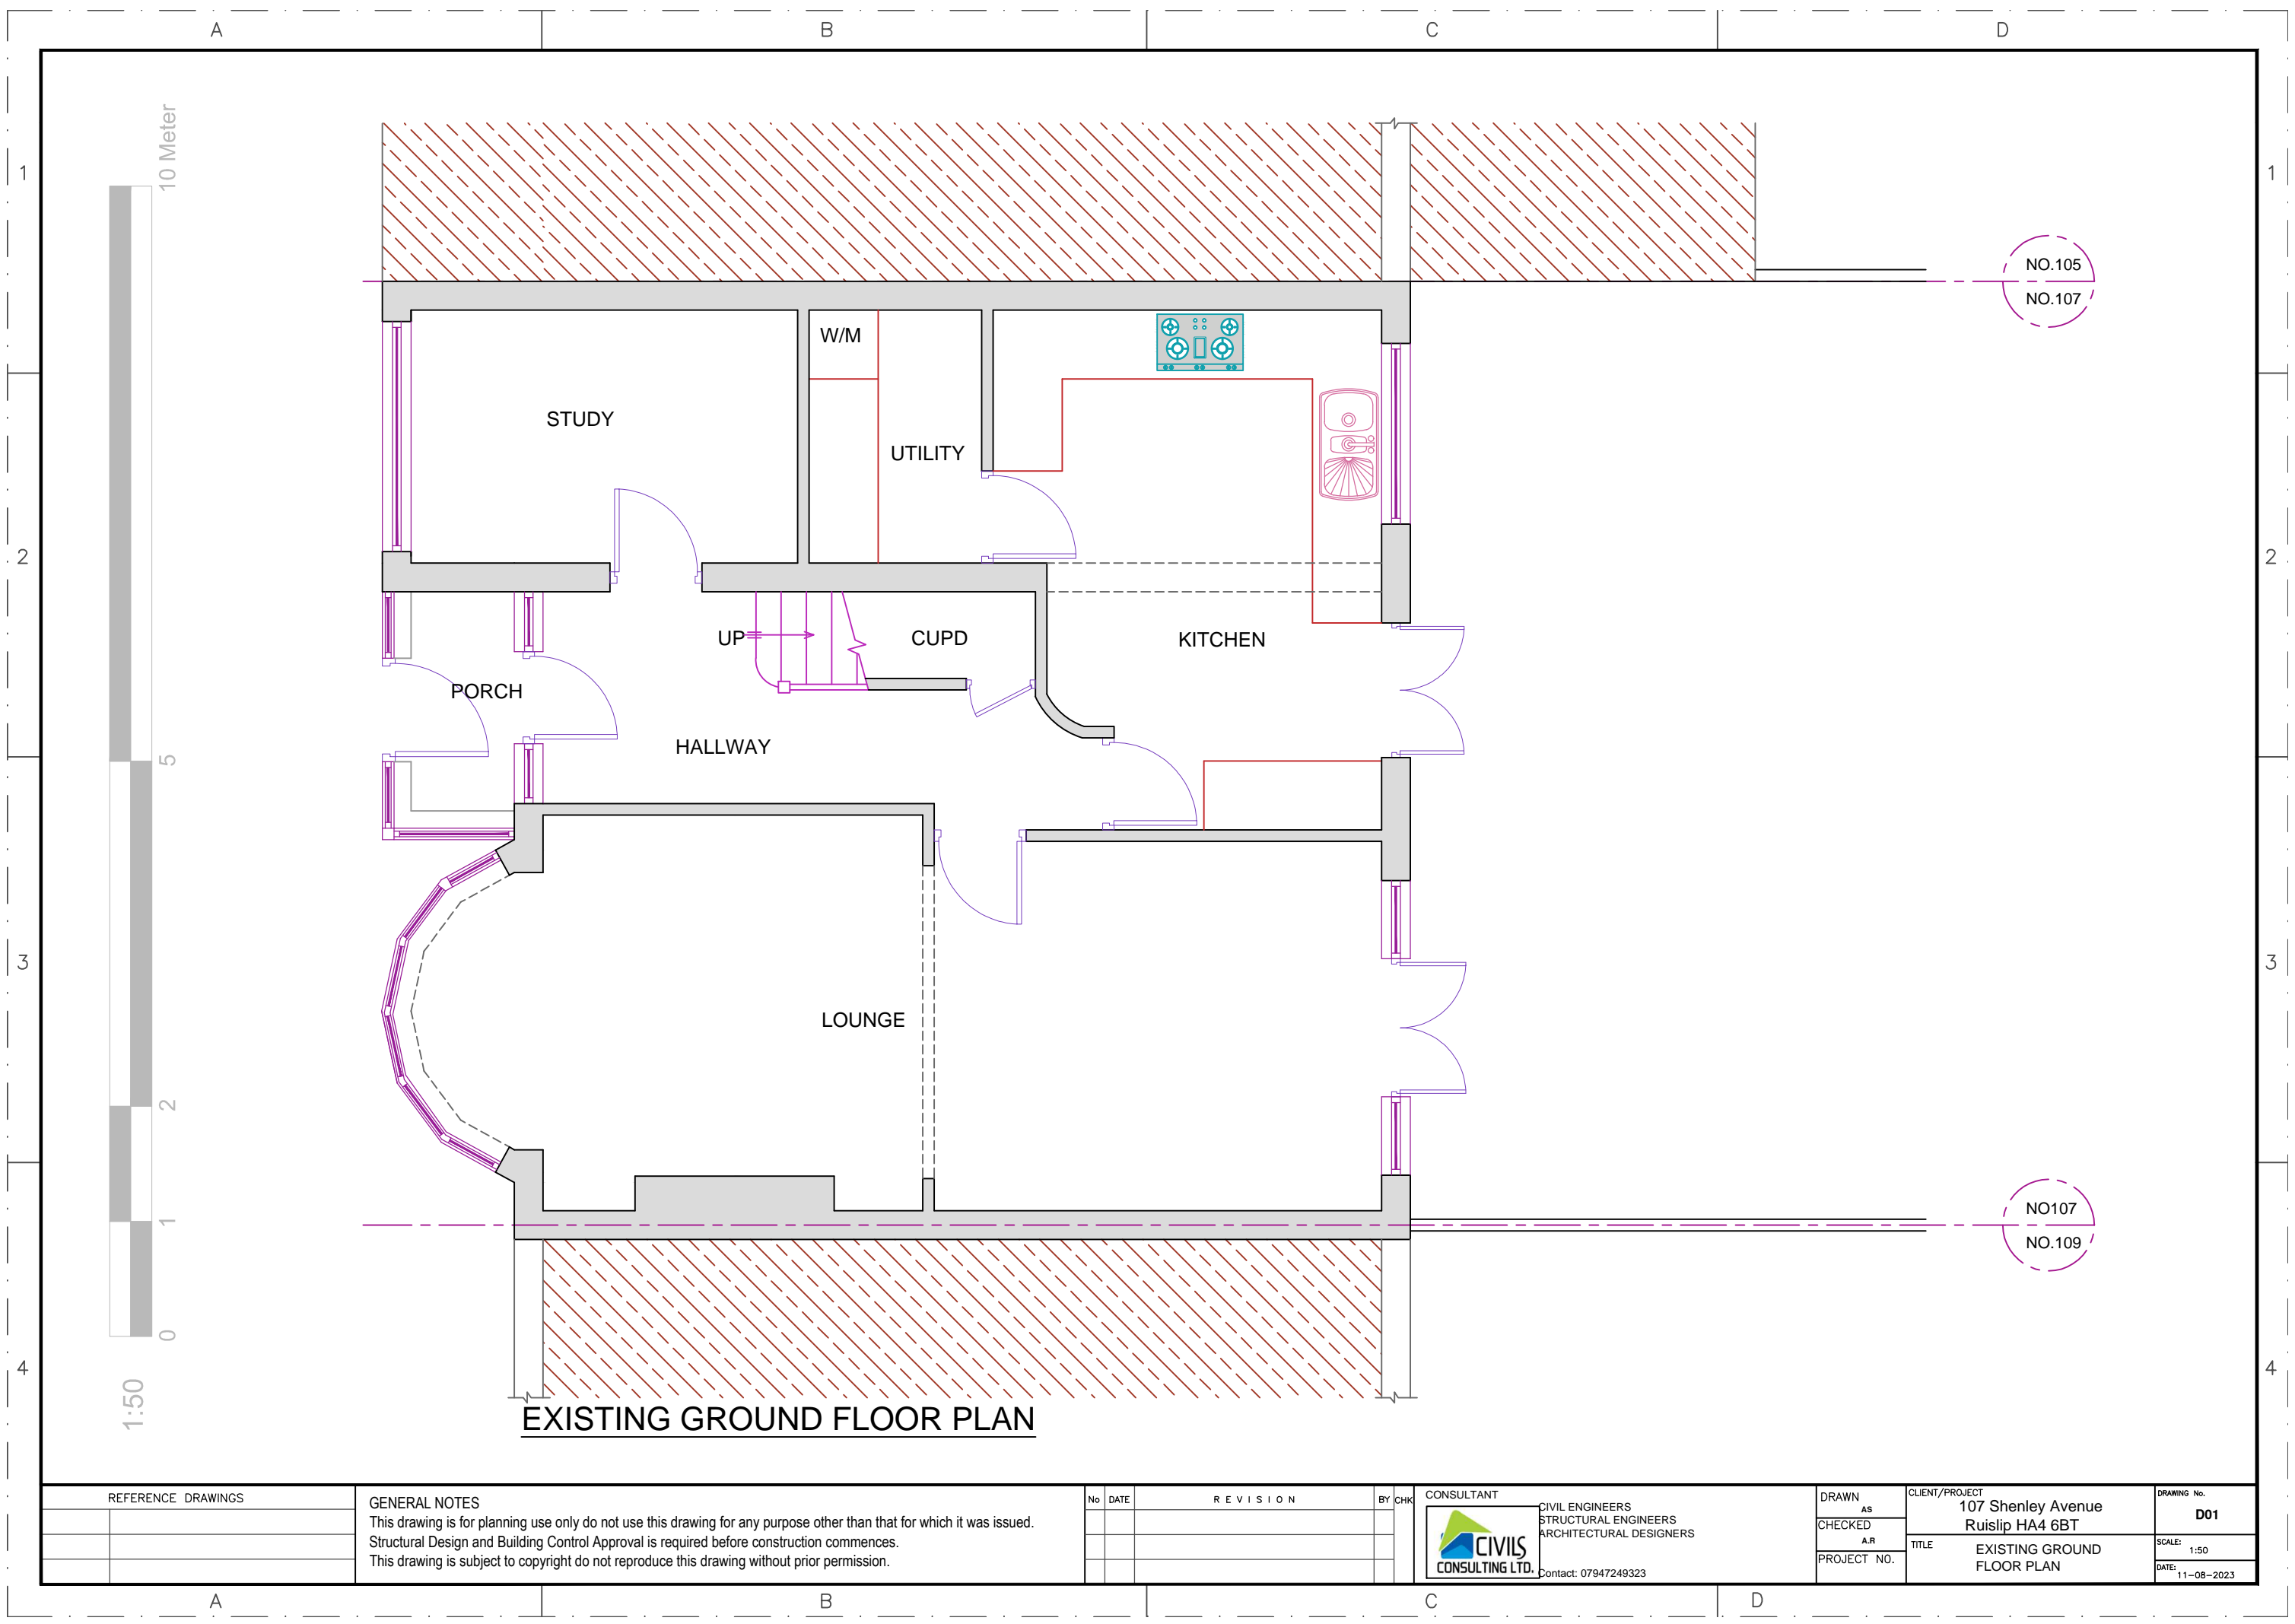 A B C D
1 1
2 2
3 3
4 4
10 Meter
5
2
1
0
1:50
NO.105
NO.107
W/M
STUDY
UTILITY
UP
CUPD
KITCHEN
PORCH
HALLWAY
LOUNGE
NO107
NO.109
EXISTING GROUND FLOOR PLAN
REFERENCE DRAWINGS
GENERAL NOTES
This drawing is for planning use only do not use this drawing for any purpose other than that for which it was issued.
Structural Design and Building Control Approval is required before construction commences.
This drawing is subject to copyright do not reproduce this drawing without prior permission.
No DATE REVISION BY CHK
CONSULTANT
CIVILS
CONSULTING LTD.
CIVIL ENGINEERS
STRUCTURAL ENGINEERS
ARCHITECTURAL DESIGNERS
Contact: 07947249323
DRAWN
AS
CHECKED
A.R
PROJECT NO.
CLIENT/PROJECT
107 Shenley Avenue
Ruislip HA4 6BT
TITLE
EXISTING GROUND
FLOOR PLAN
DRAWING No.
D01
SCALE:
1:50
DATE:
11-08-2023
A B C D